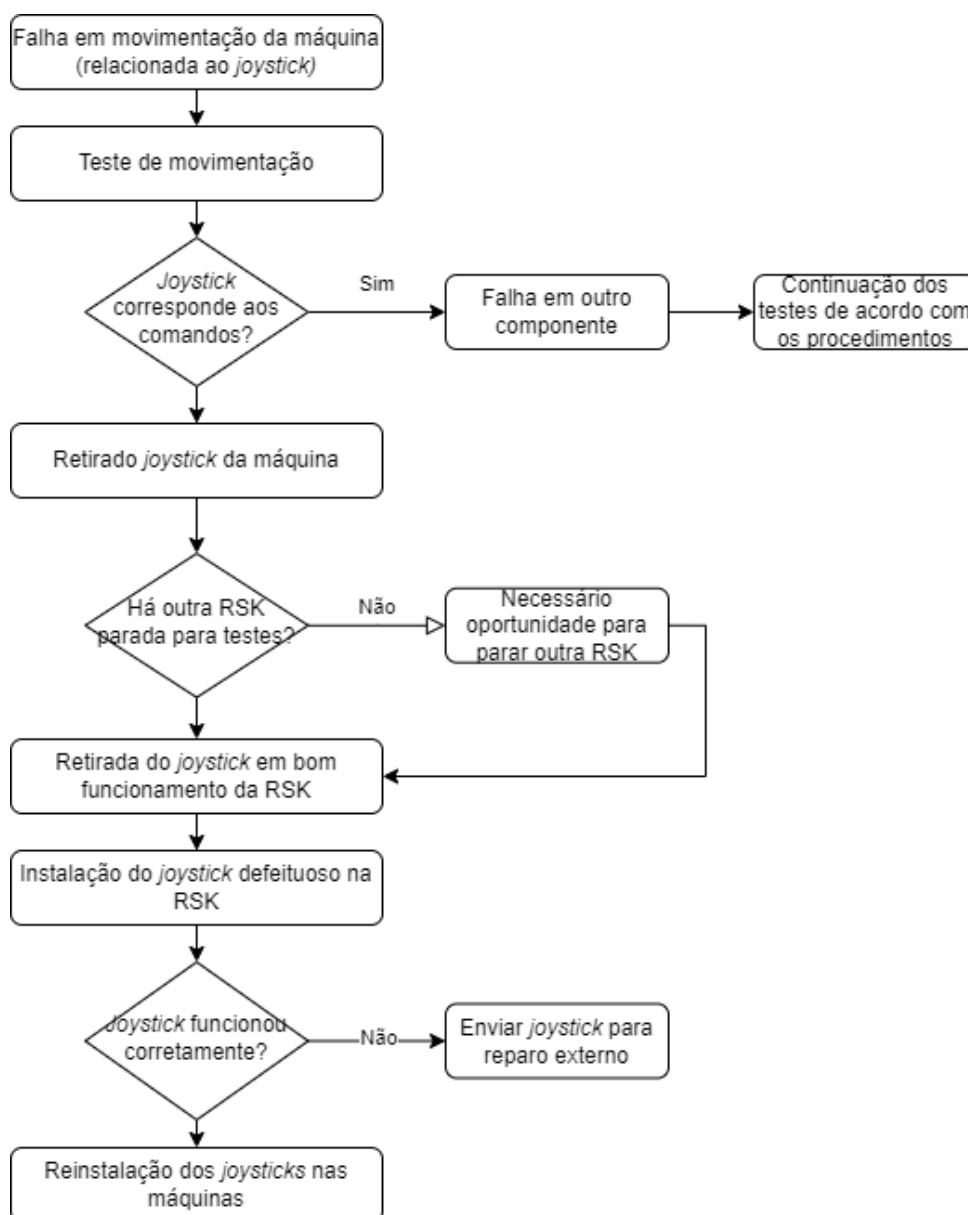 Falha em movimentação da máquina
(relacionada ao joystick)
Teste de movimentação
Joystick
corresponde aos
comandos?
Sim
Falha em outro
componente
Continuação dos
testes de acordo com
os procedimentos
Retirado joystick da máquina
Há outra RSK
parada para testes?
Não
Necessário
oportunidade para
parar outra RSK
Retirada do joystick em bom
funcionamento da RSK
Instalação do joystick defeituoso na
RSK
Joystick funcionou
corretamente?
Não
Enviar joystick para
reparo externo
Reinstalação dos joysticks nas
máquinas